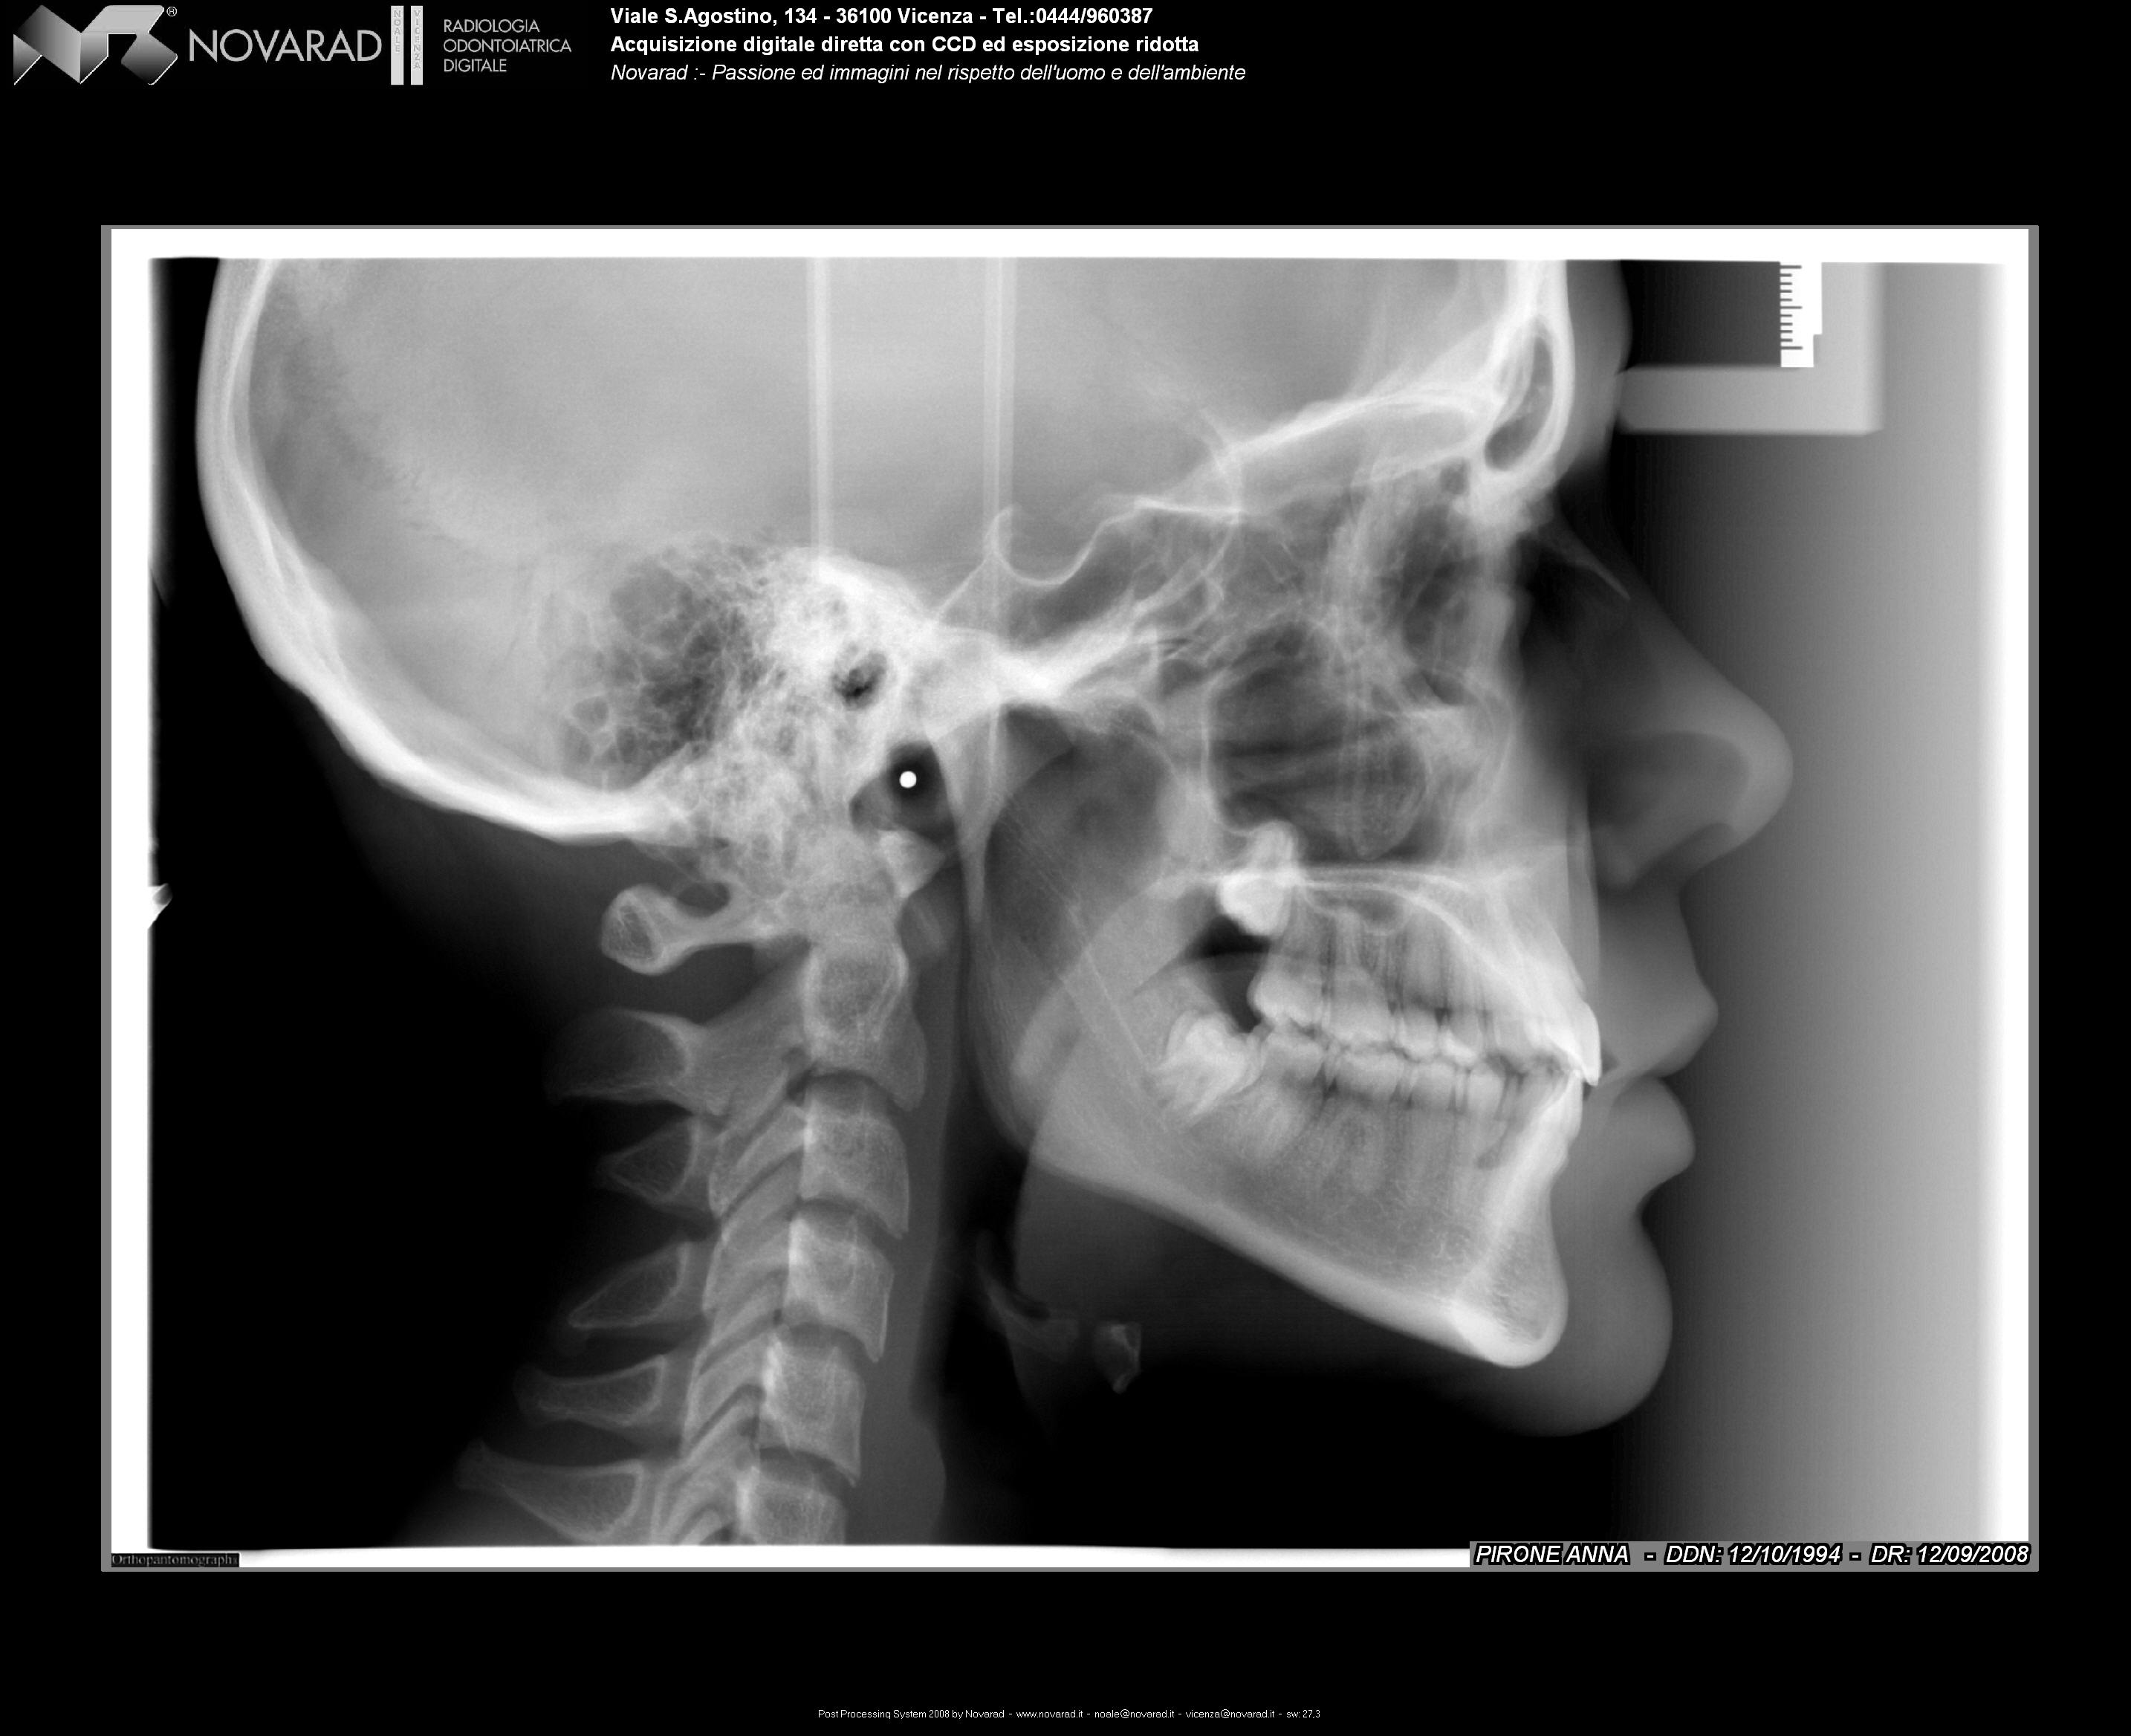 NOVARAD
NOALE
VICENZA
RADIOLOGIA
ODONTOIATRICA
DIGITALE
Viale S.Agostino, 134 - 36100 Vicenza - Tel.:0444/960387
Acquisizione digitale diretta con CCD ed esposizione ridotta
Novarad :- Passione ed immagini nel rispetto dell'uomo e dell'ambiente
PIRONE ANNA - DDN: 12/10/1994 - DR: 12/09/2008
Post Processing System 2008 by Novarad - www.novarad.it - noale@novarad.it - vicenza@novarad.it - sw: 27,3